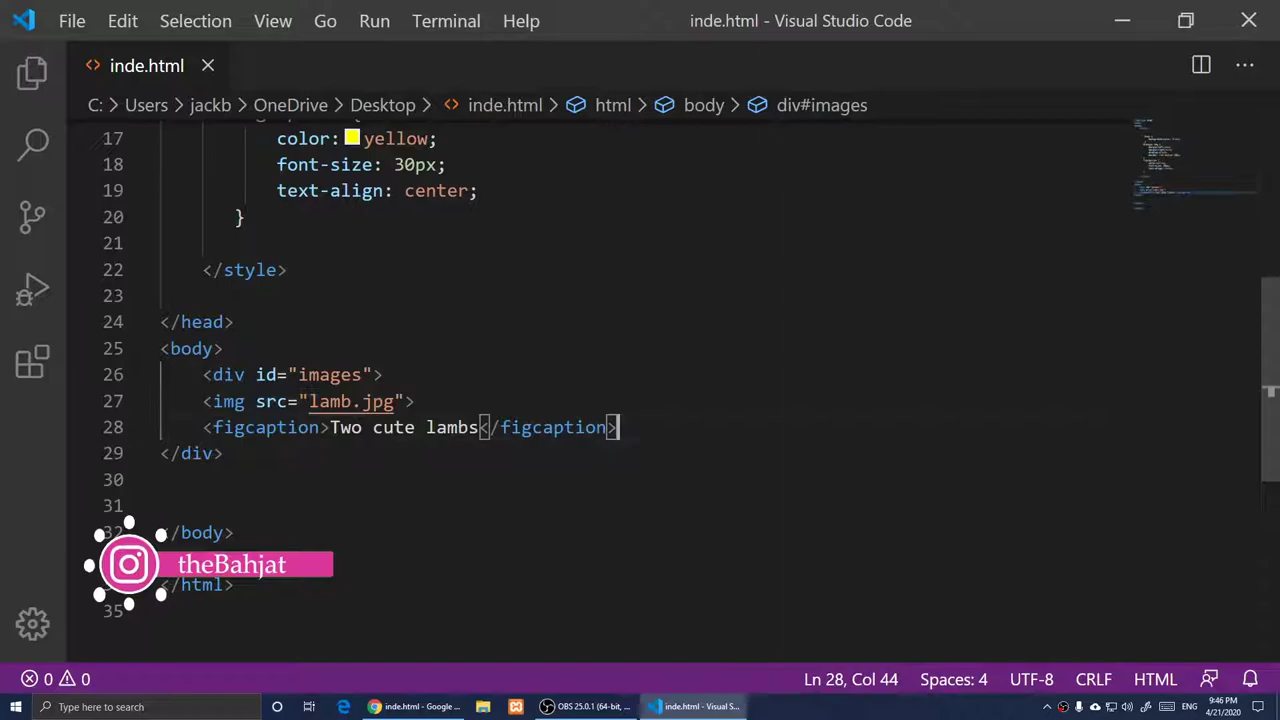 File Edit Selection View Go Run Terminal Help inde.html - Visual Studio Code
inde.html
C: > Users > jackb > OneDrive > Desktop > inde.html > html > body > div#images
17 color: yellow;
18 font-size: 30px;
19 text-align: center;
20 }
21
22 </style>
23
24 </head>
25 <body>
26 <div id="images">
27 <img src="lamb.jpg">
28 <figcaption>Two cute lambs</figcaption>
29 </div>
30
31
32 </body>
theBahjat
</html>
35
0 0 Ln 28, Col 44 Spaces: 4 UTF-8 CRLF HTML
Type here to search inde.html - Google ... OBS 25.0.1 (64-bit, ... inde.html - Visual S... ENG 9:46 PM
4/21/2020